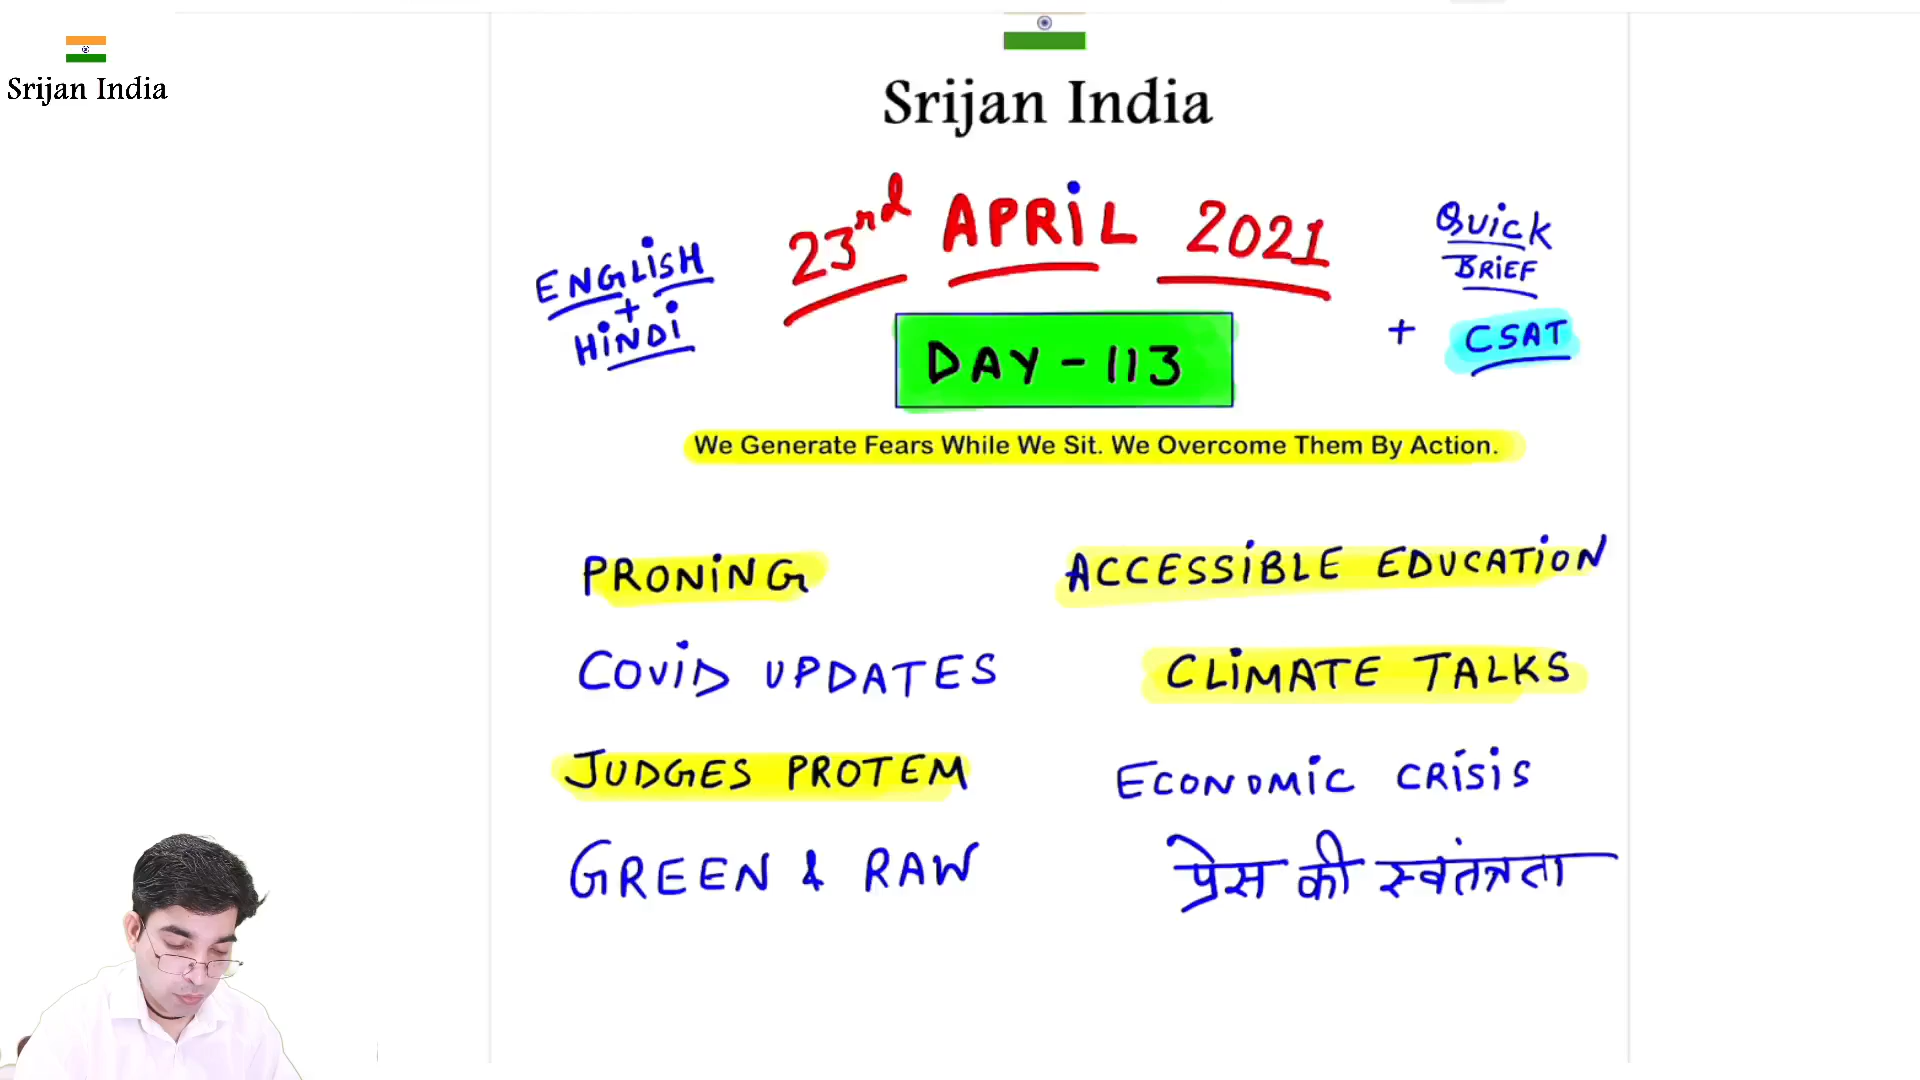 Srijan India
Srijan India
23rd APRIL 2021
ENGLISH
+
HINDI
QUICK
BRIEF
+ CSAT
DAY - 113
We Generate Fears While We Sit. We Overcome Them By Action.
PRONING
ACCESSIBLE EDUCATION
COVID UPDATES
CLIMATE TALKS
JUDGES PROTEM
ECONOMIC CRISIS
GREEN & RAW
प्रेस की स्वंतत्रता